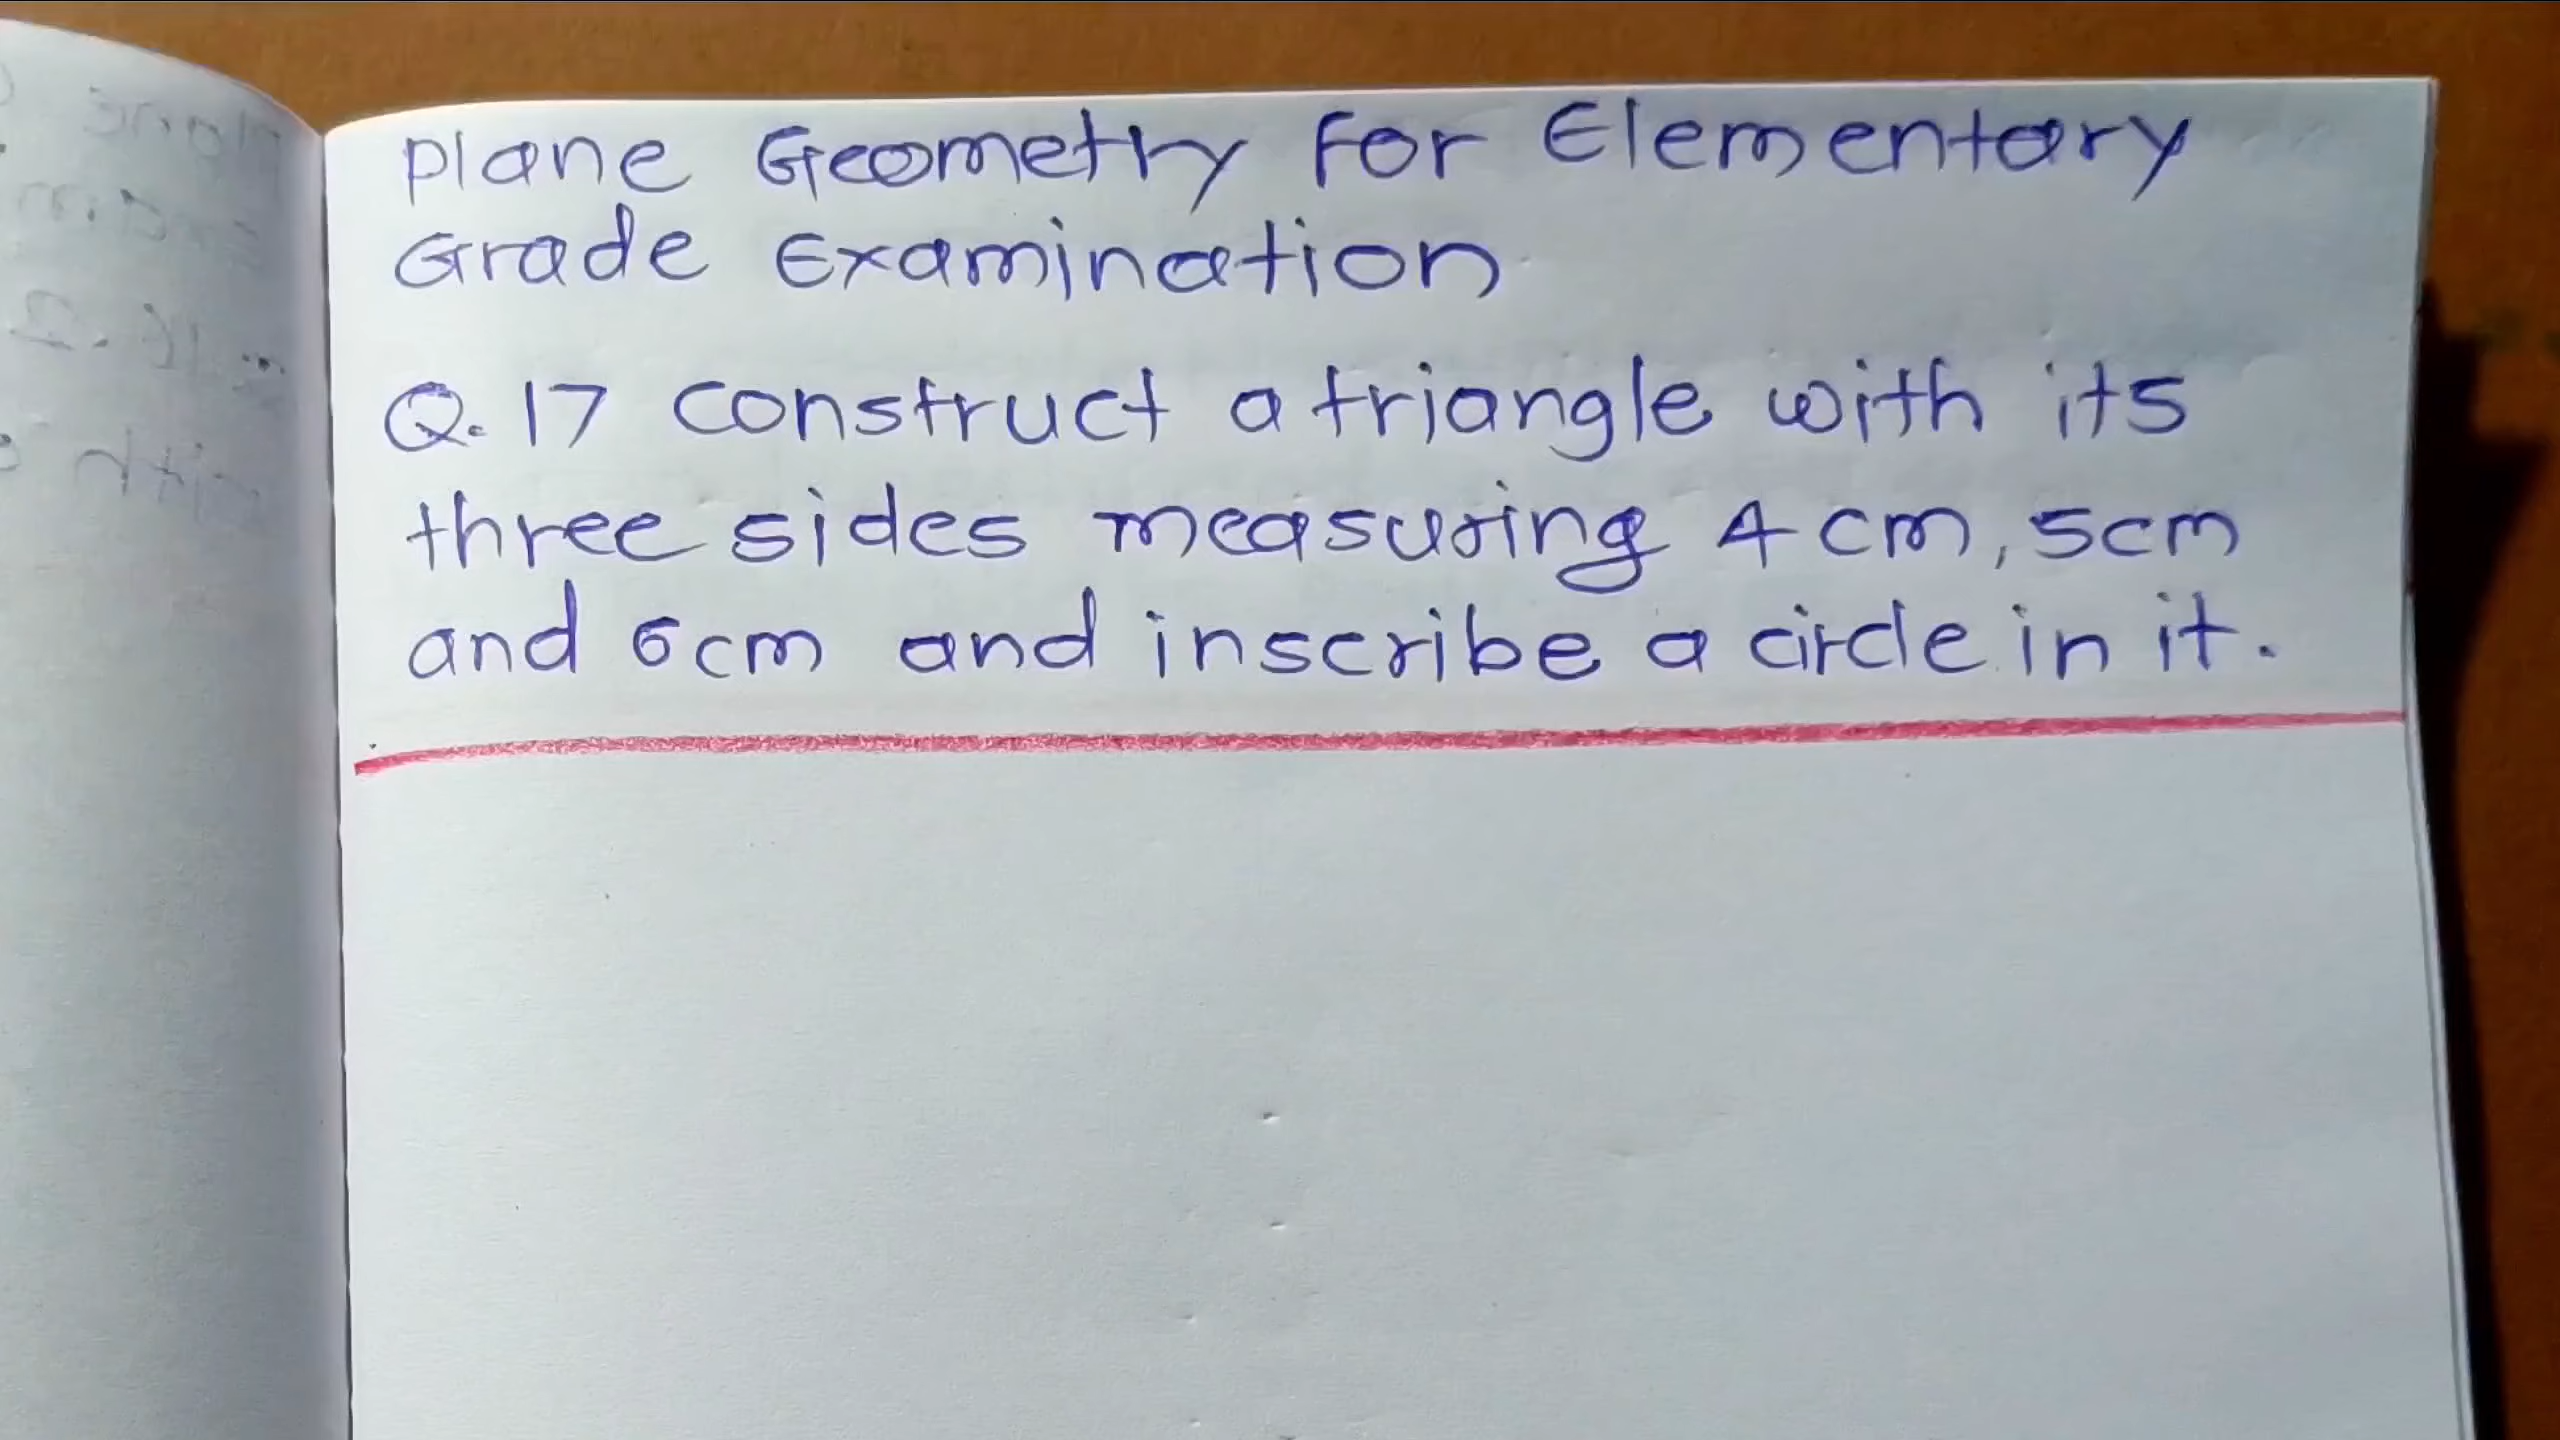 Plane Geometry For Elementary
Grade Examination
Q. 17 construct a triangle with its
three sides measuring 4 cm, 5cm
and 6cm and inscribe a circle in it.